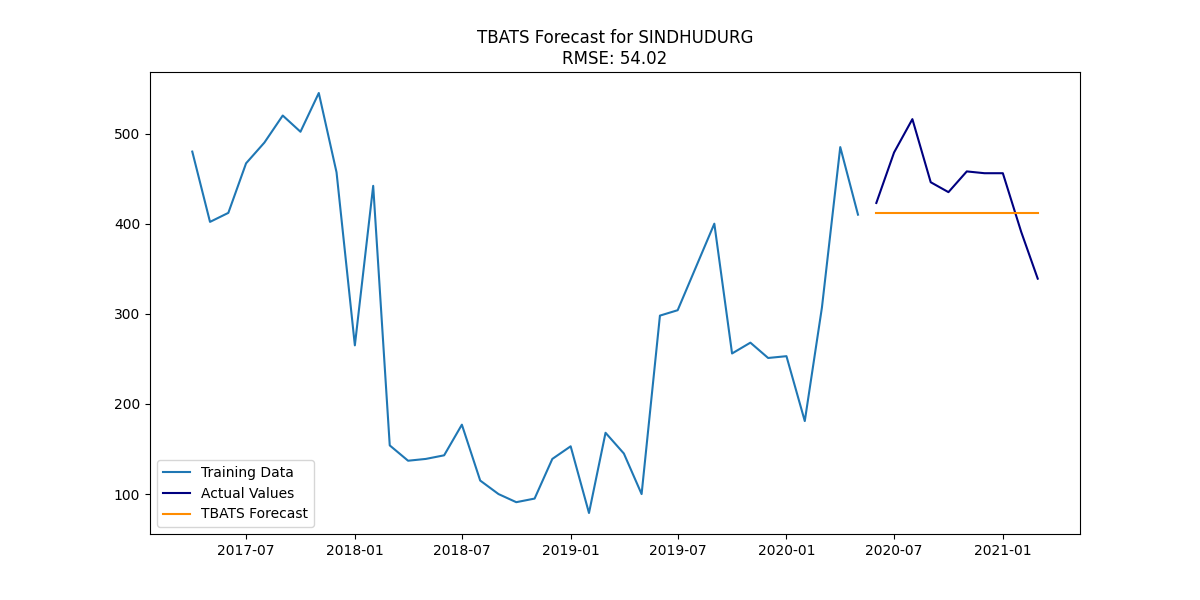 TBATS Forecast for SINDHUDURG
RMSE: 54.02
500
400
300
200
100
Training Data
Actual Values
TBATS Forecast
2017-07
2018-01
2018-07
2019-01
2019-07
2020-01
2020-07
2021-01